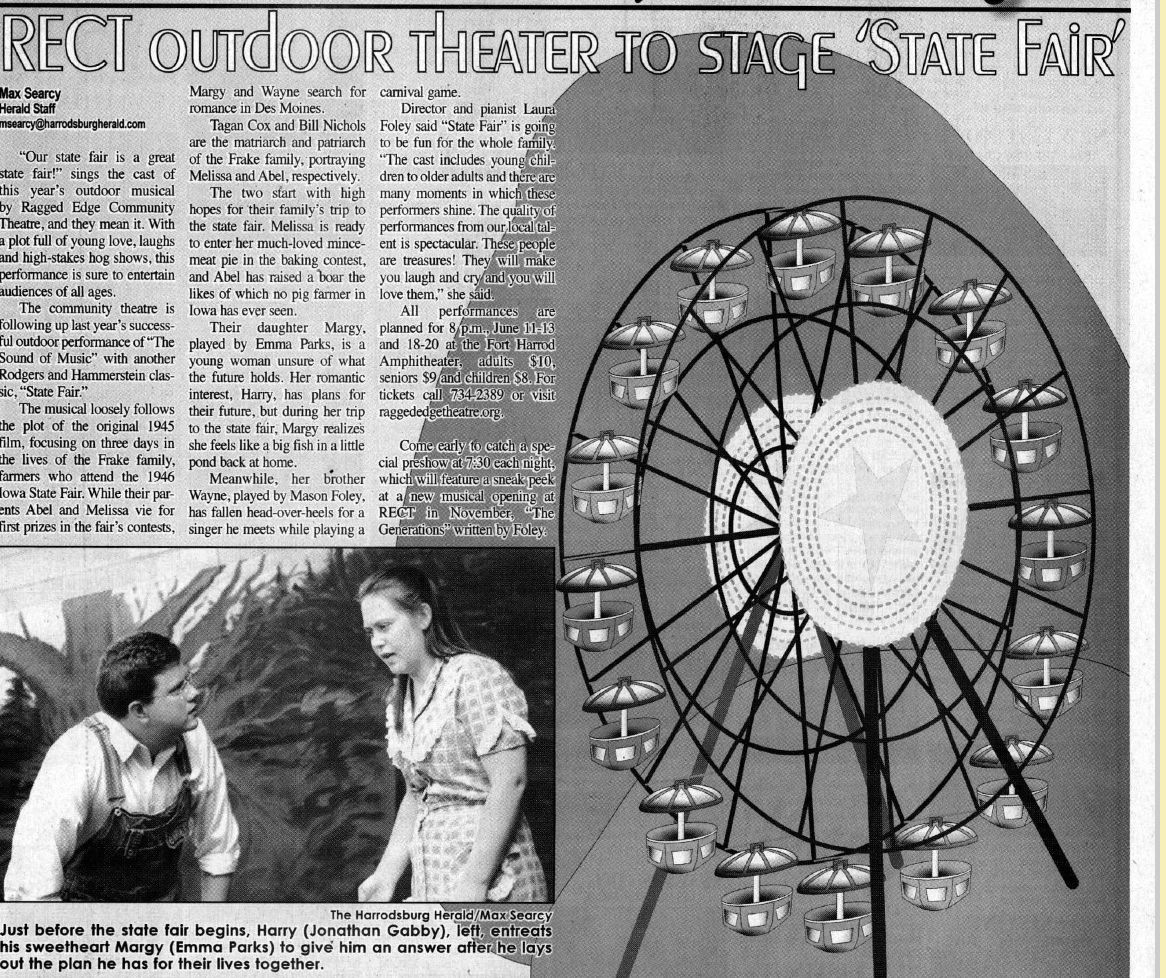 RECT OUTDOOR THEATER TO STAGE 'STATE FAIR'
Max Searcy
Herald Staff
msearcy@harrodsburgherald.com
"Our state fair is a great
state fair!" sings the cast of
this year's outdoor musical
by Ragged Edge Community
Theatre, and they mean it. With
a plot full of young love, laughs
and high-stakes hog shows, this
performance is sure to entertain
audiences of all ages.
The community theatre is
following up last year's success-
ful outdoor performance of "The
Sound of Music" with another
Rodgers and Hammerstein clas-
sic, "State Fair."
The musical loosely follows
the plot of the original 1945
film, focusing on three days in
the lives of the Frake family,
farmers who attend the 1946
Iowa State Fair. While their par-
ents Abel and Melissa vie for
first prizes in the fair's contests,
Margy and Wayne search for
romance in Des Moines.
Tagan Cox and Bill Nichols
are the matriarch and patriarch
of the Frake family, portraying
Melissa and Abel, respectively.
The two start with high
hopes for their family's trip to
the state fair. Melissa is ready
to enter her much-loved mince-
meat pie in the baking contest,
and Abel has raised a boar the
likes of which no pig farmer in
Iowa has ever seen.
Their daughter Margy,
played by Emma Parks, is a
young woman unsure of what
the future holds. Her romantic
interest, Harry, has plans for
their future, but during her trip
to the state fair, Margy realizes
she feels like a big fish in a little
pond back at home.
Meanwhile, her brother
Wayne, played by Mason Foley,
has fallen head-over-heels for a
singer he meets while playing a
carnival game.
Director and pianist Laura
Foley said "State Fair" is going
to be fun for the whole family.
"The cast includes young chil-
dren to older adults and there are
many moments in which these
performers shine. The quality of
performances from our local tal-
ent is spectacular. These people
are treasures! They will make
you laugh and cry and you will
love them," she said.
All performances are
planned for 8 p.m., June 11-13
and 18-20 at the Fort Harrod
Amphitheater, adults $10,
seniors $9 and children $8. For
tickets call 734-2389 or visit
raggededgetheatre.org.
Come early to catch a spe-
cial preshow at 7:30 each night,
which will feature a sneak peek
at a new musical opening at
RECT in November, "The
Generations" written by Foley.
The Harrodsburg Herald/Max Searcy
Just before the state fair begins, Harry (Jonathan Gabby), left, entreats
his sweetheart Margy (Emma Parks) to give him an answer after he lays
out the plan he has for their lives together.